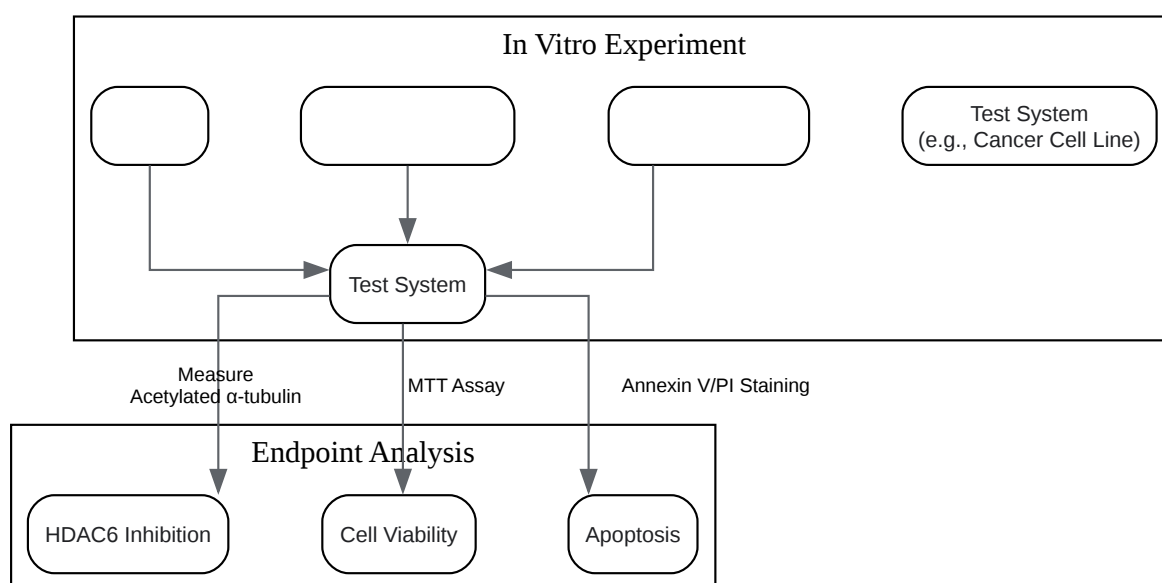 In Vitro Experiment
Test System
(e.g., Cancer Cell Line)
Test System
Measure
Acetylated α-tubulin
MTT Assay
Annexin V/PI Staining
Endpoint Analysis
HDAC6 Inhibition
Cell Viability
Apoptosis